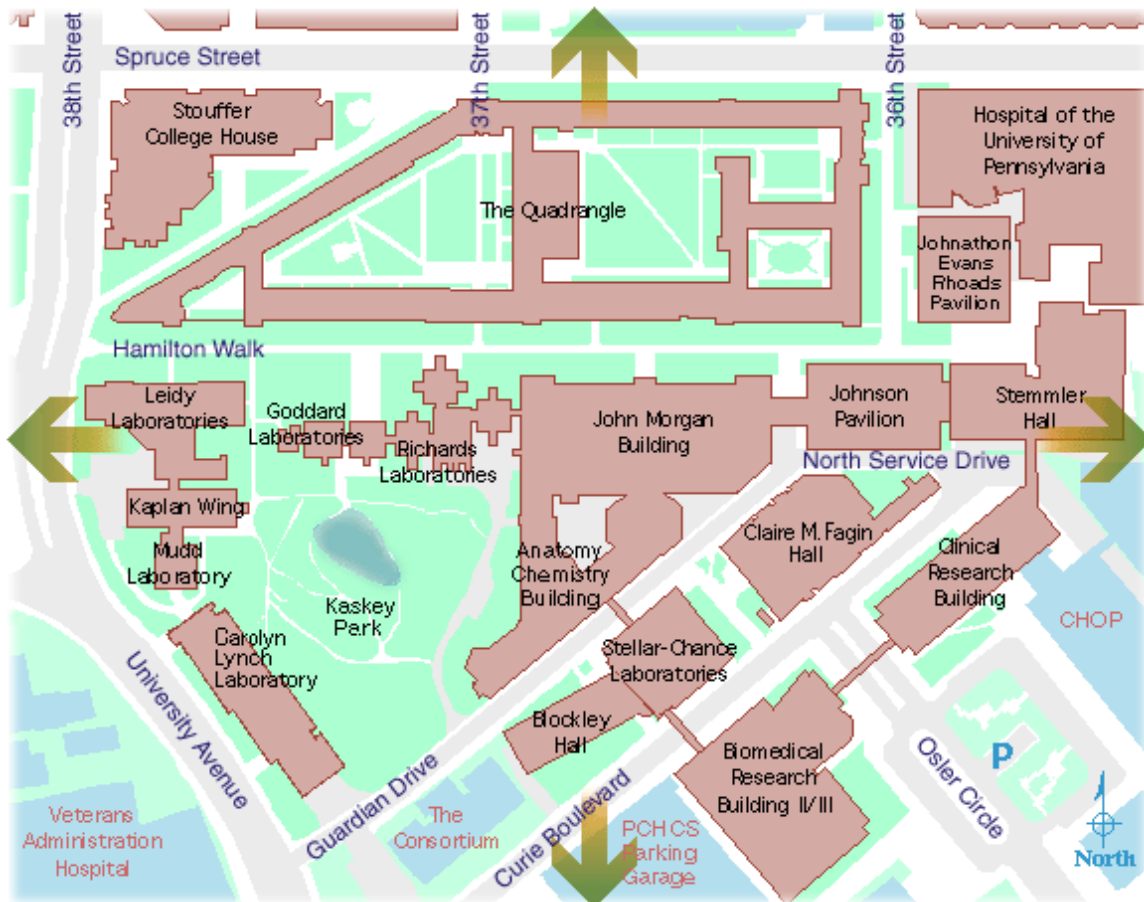 38th Street
Spruce Street
37th Street
36th Street
Stouffer
College House
Hospital of the
University of
Pennsylvania
The Quadrangle
Johnathon
Evans
Rhoads
Pavilion
Hamilton Walk
Leidy
Laboratories
Goddard
Laboratories
Richards
Laboratories
John Morgan
Building
Johnson
Pavilion
Stemmler
Hall
North Service Drive
Kaplan Wing
Mudd
Laboratory
Kaskey
Park
Anatomy
Chemistry
Building
Claire M. Fagin
Hall
Clinical
Research
Building
CHOP
Carolyn
Lynch
Laboratory
Stellar-Chance
Laboratories
University Avenue
Blockley
Hall
Biomedical
Research
Building II/III
Osler Circle
P
Guardian Drive
Curie Boulevard
Veterans
Administration
Hospital
The
Consortium
PCHCS
Parking
Garage
North